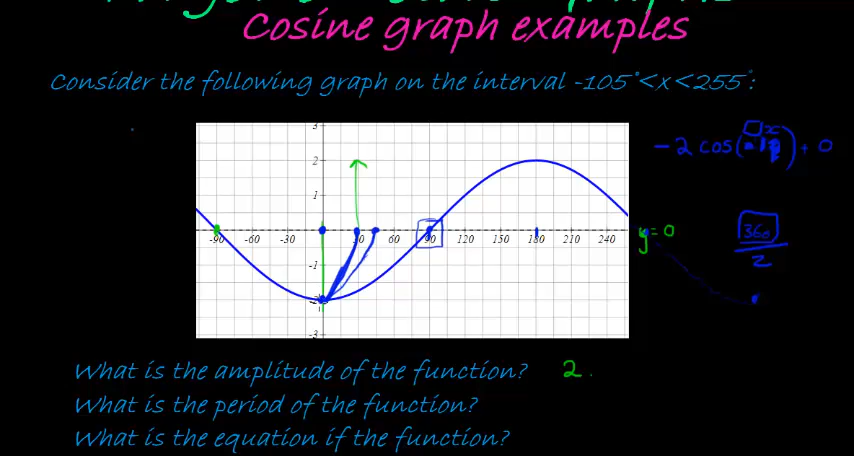 Cosine graph examples
Consider the following graph on the interval -105°<x<255°:
3
2
1
-90 -60 -30 30 60 90 120 150 180 210 240
-1
-2
-3
y=0
-2 cos( x) + 0
360
2
What is the amplitude of the function? 2.
What is the period of the function?
What is the equation if the function?